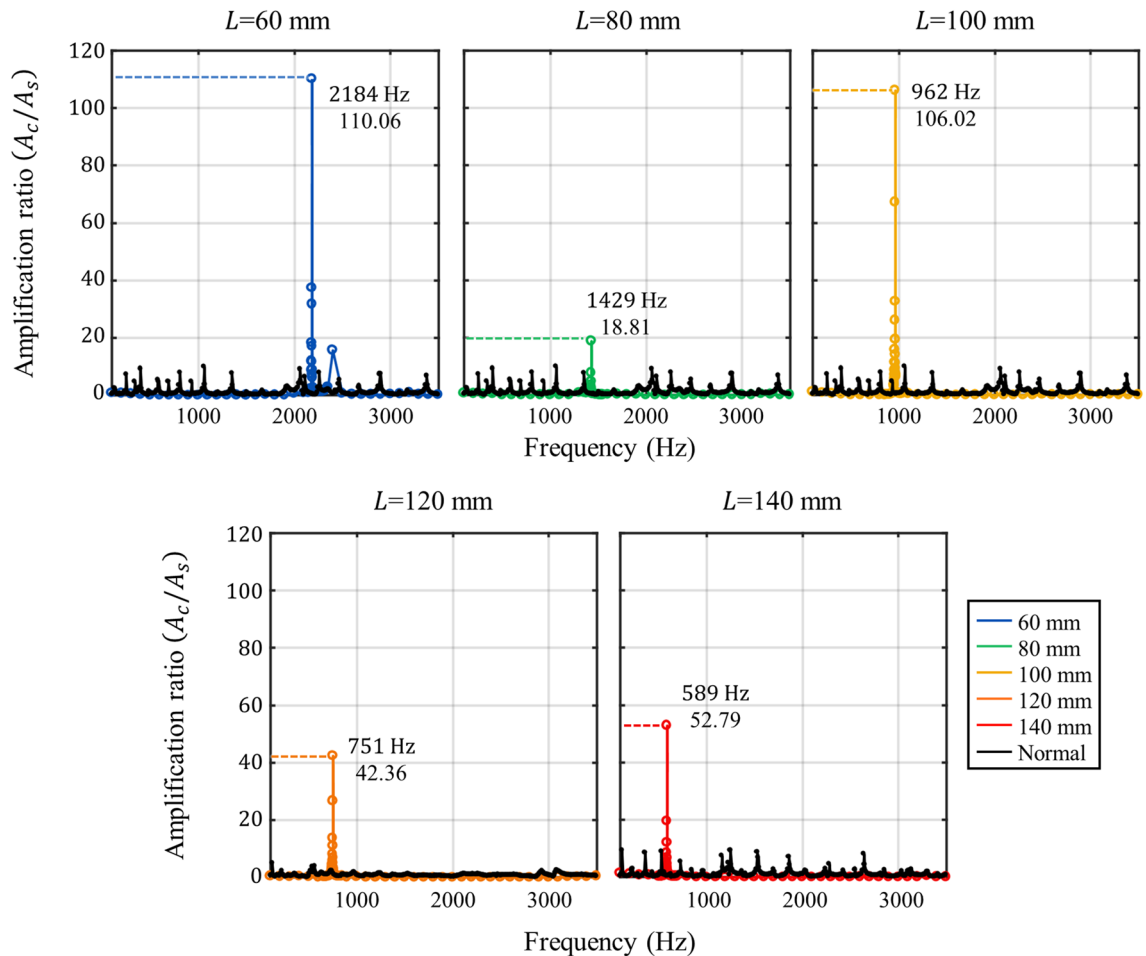 L=60 mm
L=80 mm
L=100 mm
Amplification ratio (A_c/A_s)
120
100
80
60
40
20
0
2184 Hz
110.06
1429 Hz
18.81
962 Hz
106.02
1000 2000 3000
1000 2000 3000
1000 2000 3000
Frequency (Hz)
L=120 mm
L=140 mm
Amplification ratio (A_c/A_s)
120
100
80
60
40
20
0
751 Hz
42.36
589 Hz
52.79
1000 2000 3000
1000 2000 3000
Frequency (Hz)
60 mm
80 mm
100 mm
120 mm
140 mm
Normal